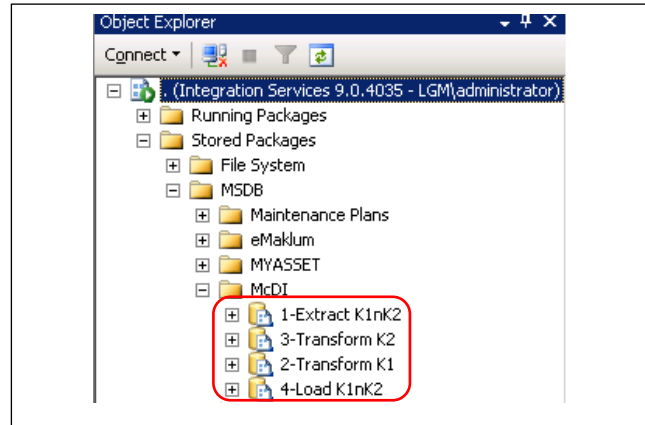 Object Explorer
Connect
. (Integration Services 9.0.4035 - LGM\administrator)
Running Packages
Stored Packages
File System
MSDB
Maintenance Plans
eMaklum
MYASSET
McDI
1-Extract K1nK2
3-Transform K2
2-Transform K1
4-Load K1nK2